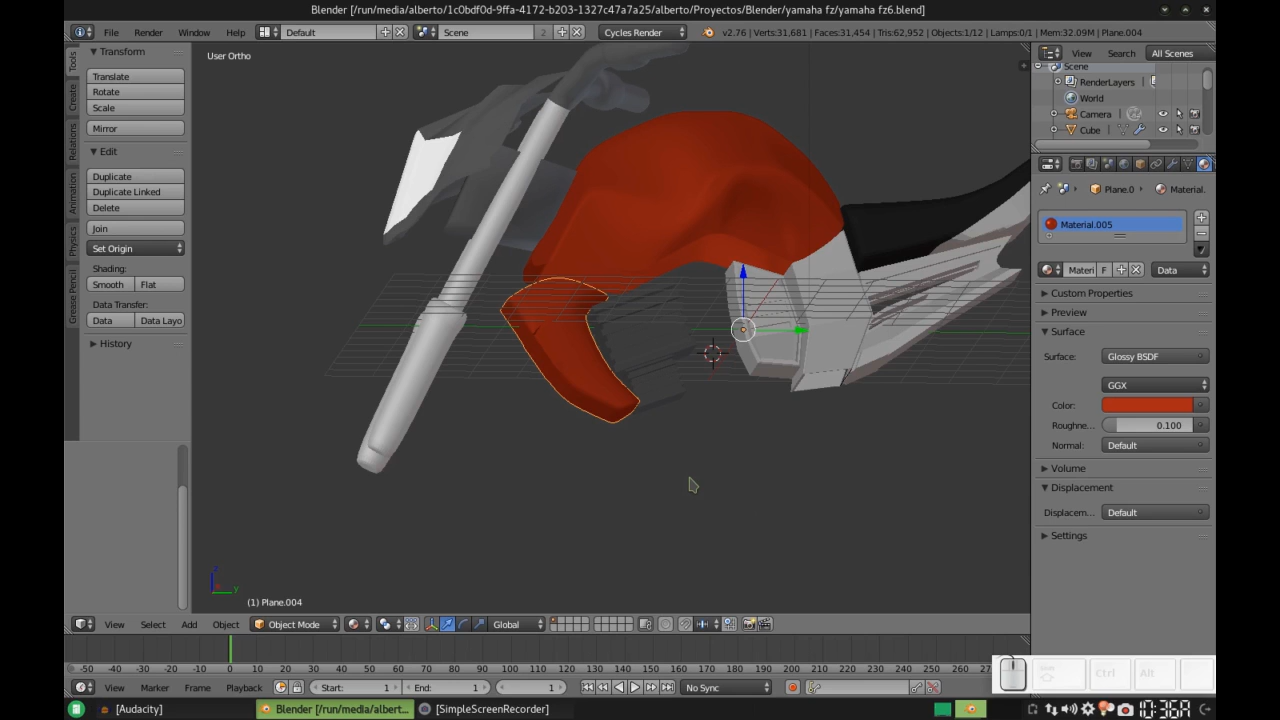 Blender [/run/media/alberto/1c0bdf0d-9ffa-4172-b203-1327c47a7a25/alberto/Proyectos/Blender/yamaha fz/yamaha fz6.blend]
File Render Window Help Default Scene 2 Cycles Render v2.76 | Verts:31,681 | Faces:31,454 | Tris:62,952 | Objects:1/12 | Lamps:0/1 | Mem:32.09M | Plane.004
Tools
Create
Relations
Animation
Physics
Grease Pencil
Transform
Translate
Rotate
Scale
Mirror
Edit
Duplicate
Duplicate Linked
Delete
Join
Set Origin
Shading:
Smooth Flat
Data Transfer:
Data Data Layo
History
User Ortho
(1) Plane.004
View Search All Scenes
Scene
RenderLayers
World
Camera
Cube
Plane.0 Material.
Material.005
Materi F Data
Custom Properties
Preview
Surface
Surface: Glossy BSDF
GGX
Color:
Roughne... 0.100
Normal: Default
Volume
Displacement
Displacem... Default
Settings
View Select Add Object Object Mode Global
-50 -40 -30 -20 -10 0 10 20 30 40 50 60 70 80 90 100 110 120 130 140 150 160 170 180 190 200 210 220 230 240 250 260 27
View Marker Frame Playback Start: 1 End: 1 1 No Sync
Ctrl Alt
[Audacity] Blender [/run/media/albert... [SimpleScreenRecorder] 10:36A